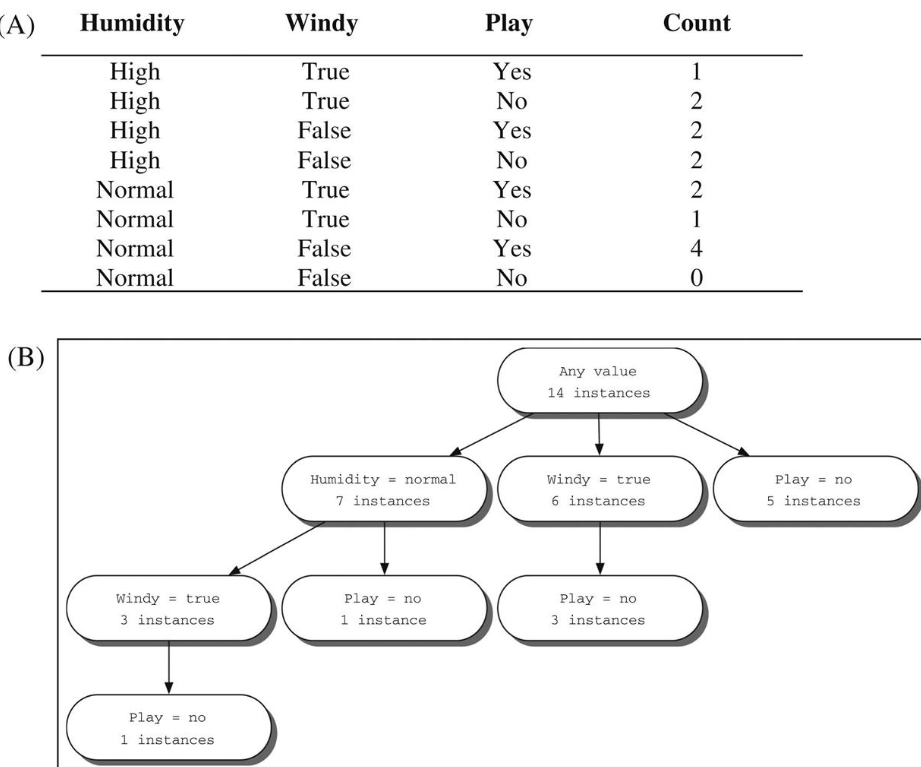 (A) Humidity Windy Play Count
High True Yes 1
High True No 2
High False Yes 2
High False No 2
Normal True Yes 2
Normal True No 1
Normal False Yes 4
Normal False No 0
(B)
Any value
14 instances
Humidity = normal Windy = true Play = no
7 instances 6 instances 5 instances
Windy = true Play = no Play = no
3 instances 1 instance 3 instances
Play = no
1 instances